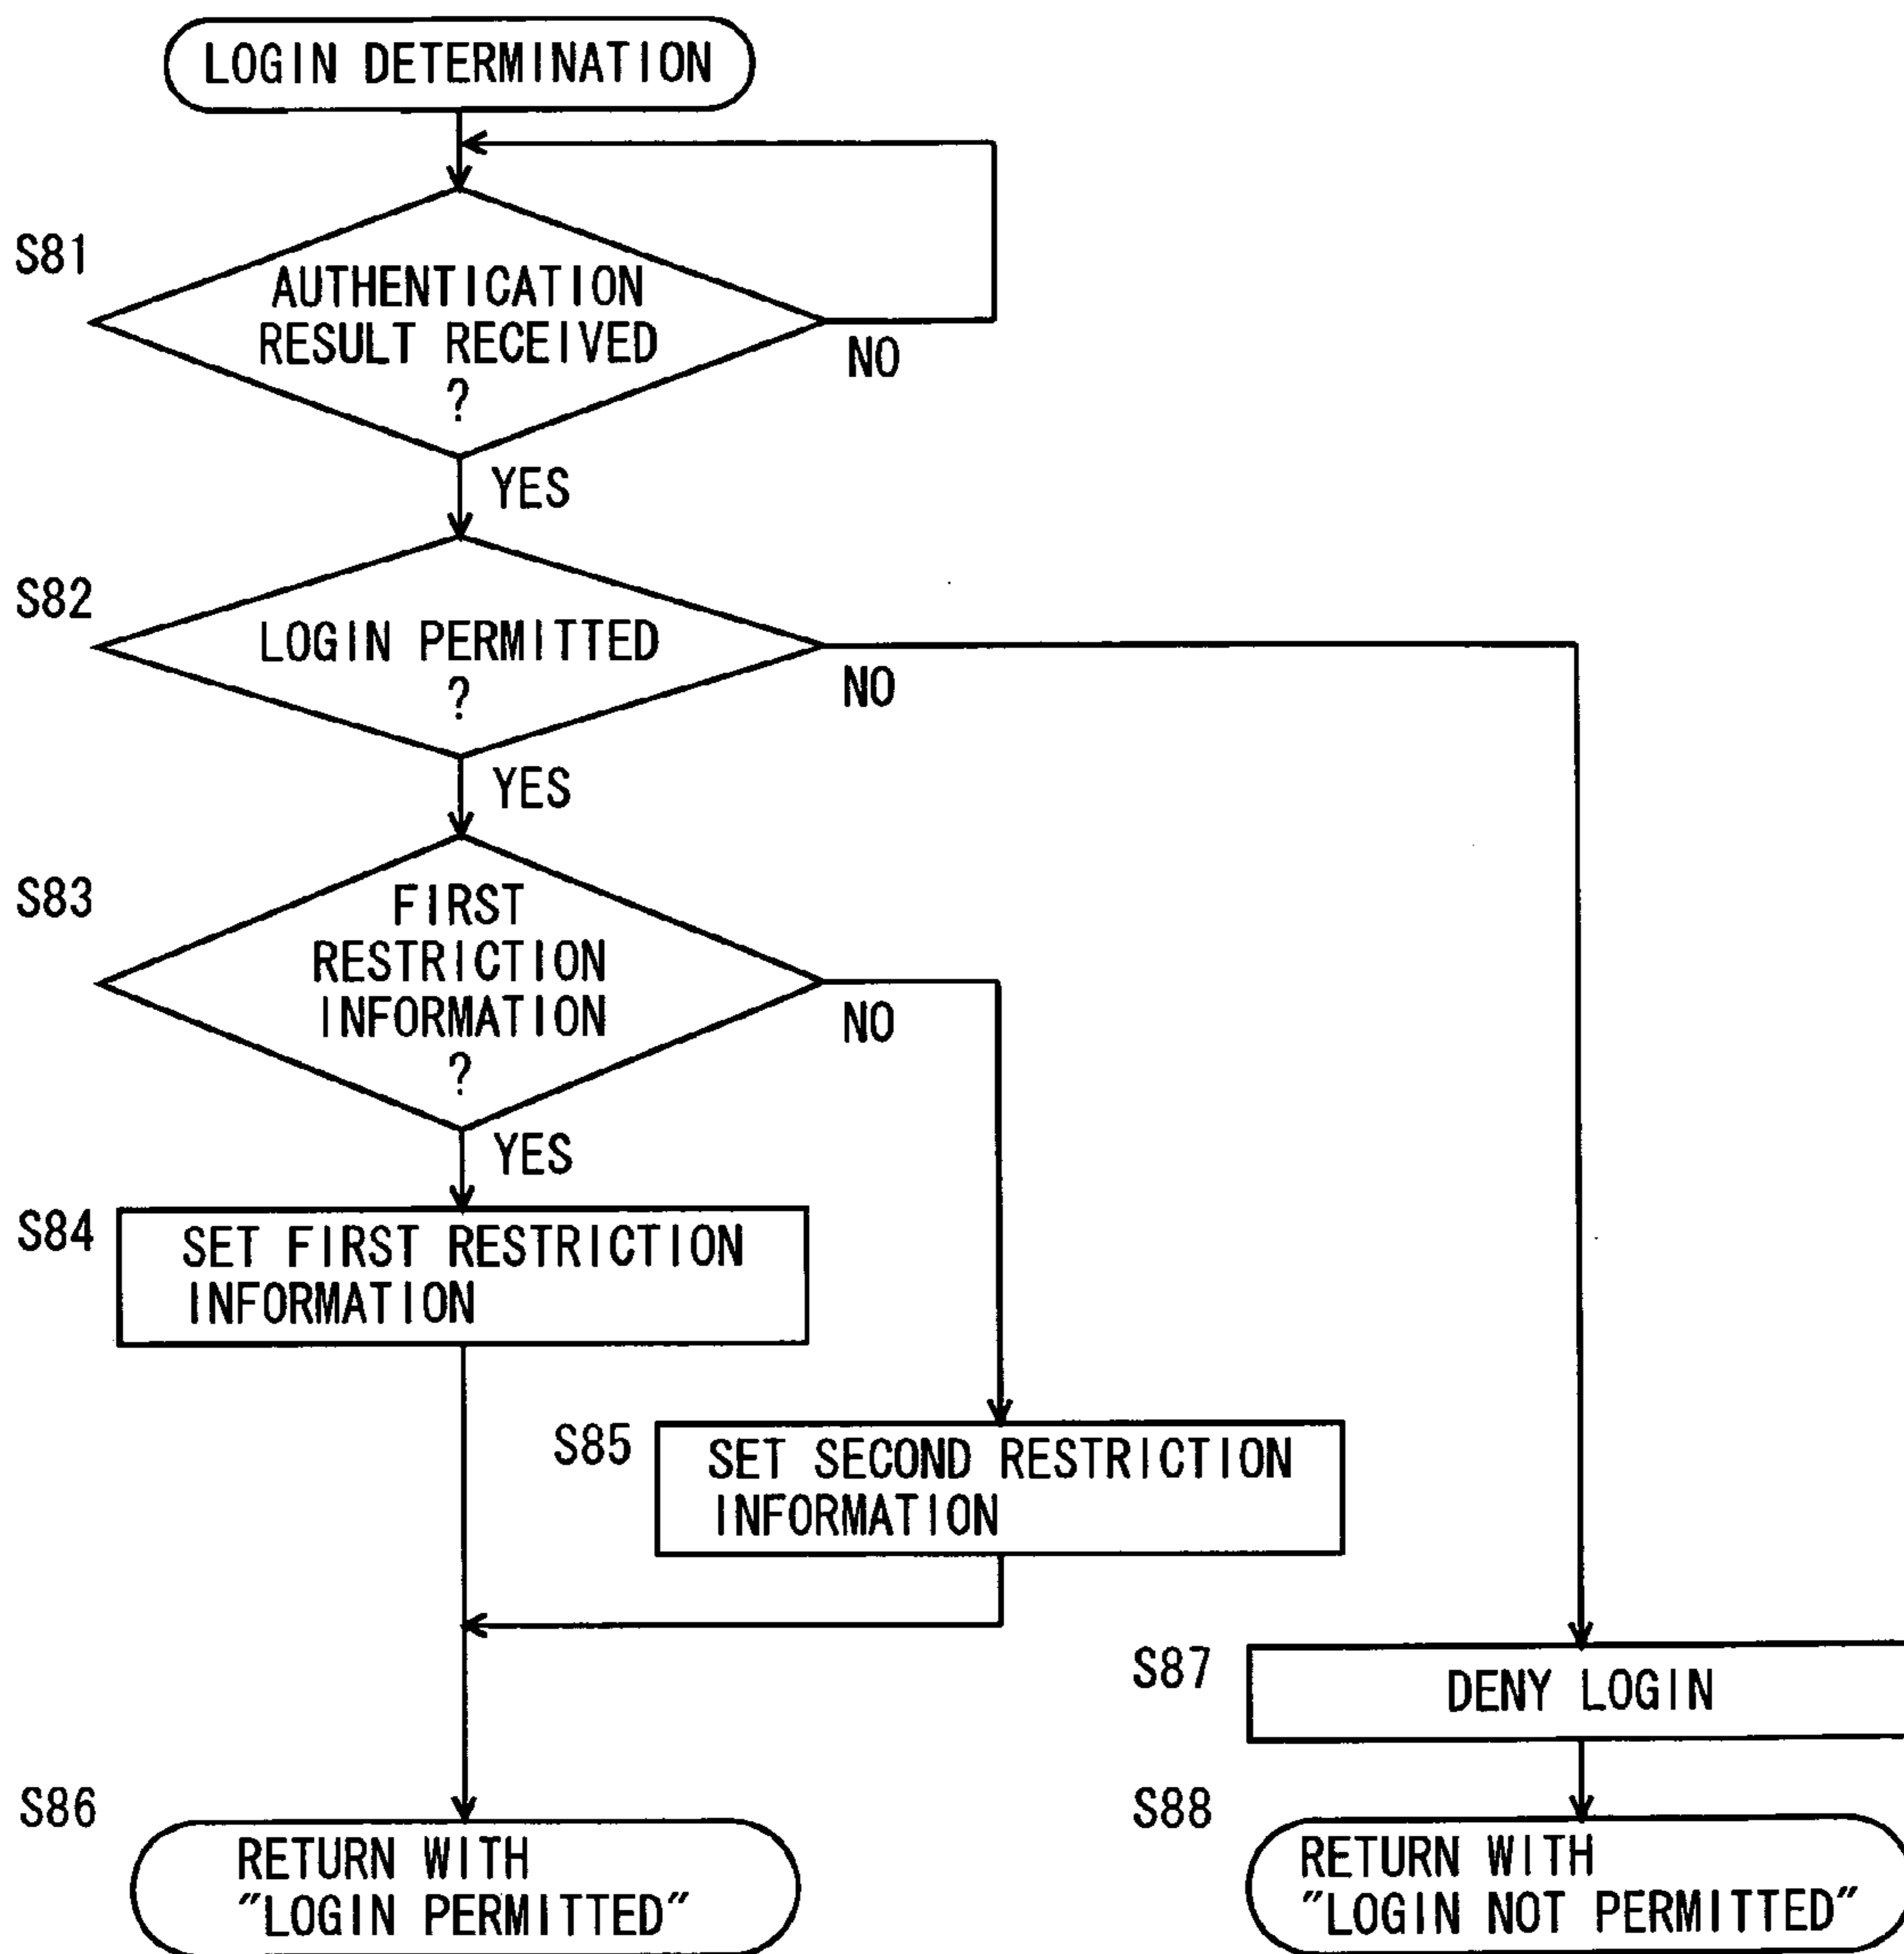 LOGIN DETERMINATION
S81
AUTHENTICATION
RESULT RECEIVED
?
NO
YES
S82
LOGIN PERMITTED
?
NO
YES
S83
FIRST
RESTRICTION
INFORMATION
?
NO
YES
S84
SET FIRST RESTRICTION
INFORMATION
S85
SET SECOND RESTRICTION
INFORMATION
S87
DENY LOGIN
S86
RETURN WITH
"LOGIN PERMITTED"
S88
RETURN WITH
"LOGIN NOT PERMITTED"